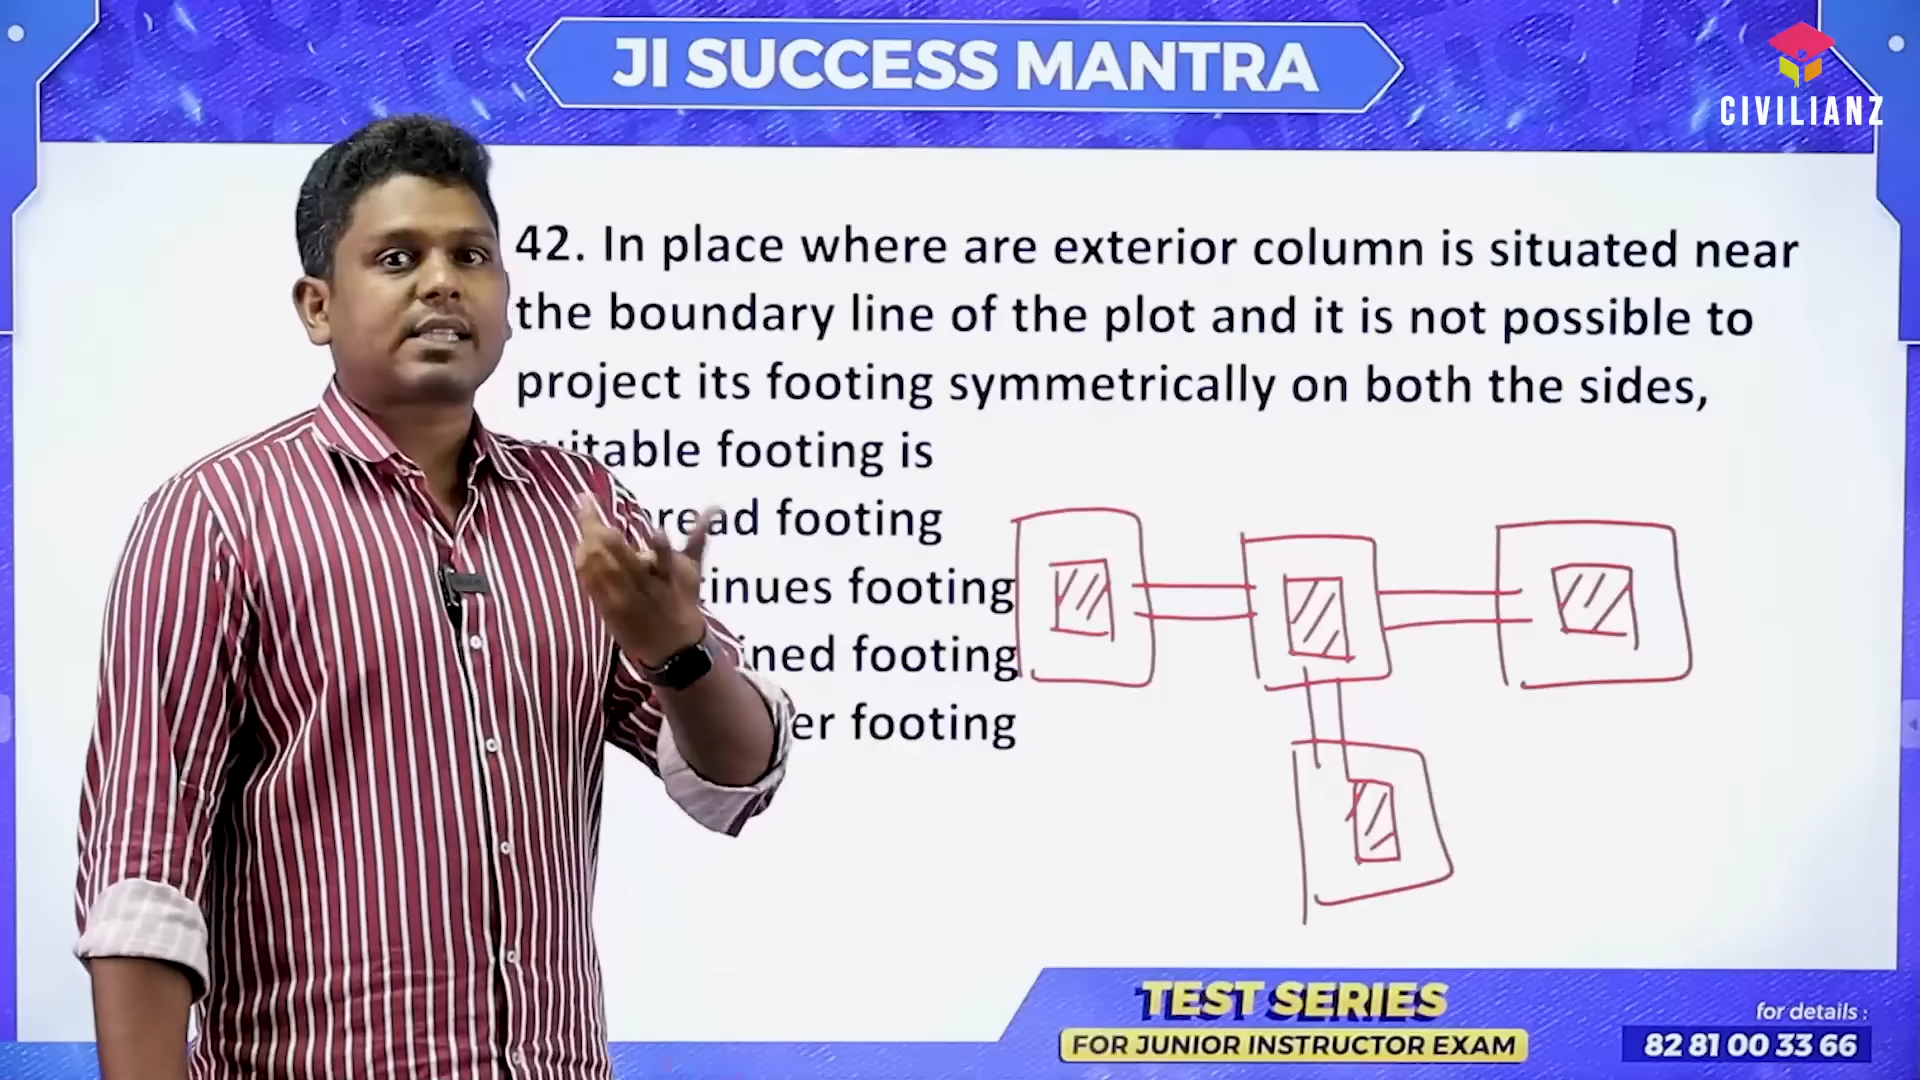 JI SUCCESS MANTRA
CIVILIANZ
42. In place where are exterior column is situated near
the boundary line of the plot and it is not possible to
project its footing symmetrically on both the sides,
footing is
footing
footing
footing
footing
TEST SERIES
FOR JUNIOR INSTRUCTOR EXAM
for details :
82 81 00 33 66